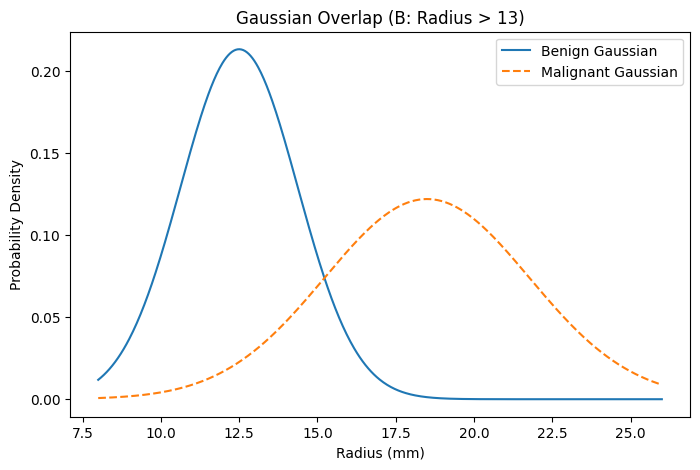 Gaussian Overlap (B: Radius > 13)
Benign Gaussian
Malignant Gaussian
Probability Density
0.20
0.15
0.10
0.05
0.00
7.5 10.0 12.5 15.0 17.5 20.0 22.5 25.0
Radius (mm)